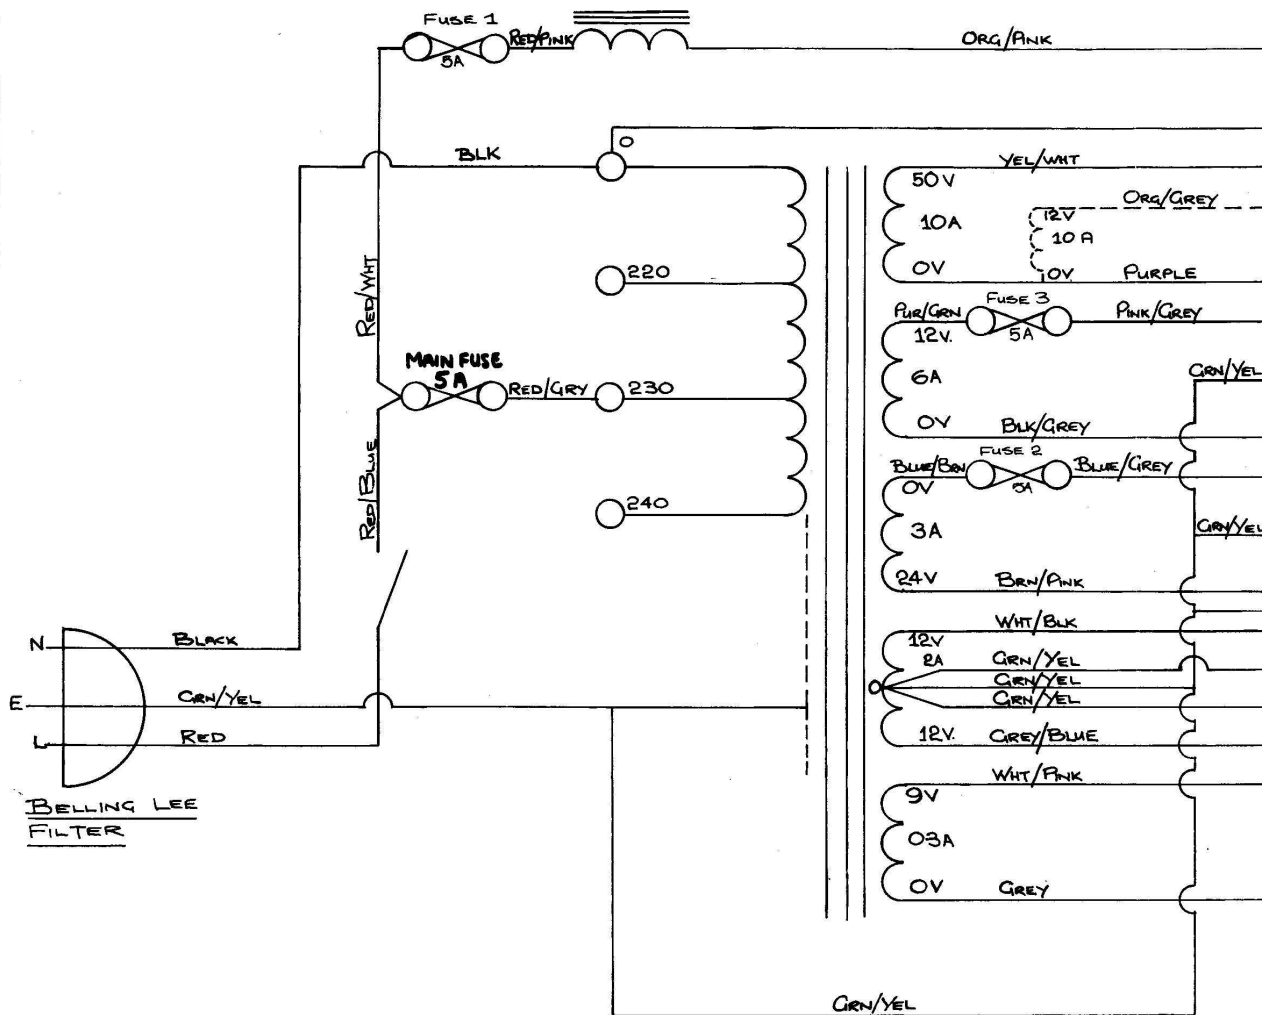 FUSE 1
5A
RED/PINK
ORG/PINK
BLK
O
YEL/WHT
50V
10A
0V
ORG/GREY
12V
10A
0V
PURPLE
220
RED/WHT
PUR/GRN
FUSE 3
5A
PINK/GREY
12V.
6A
0V
BLK/GREY
GRN/YEL
MAIN FUSE
5A
RED/GRY
230
RED/BLUE
BLUE/BRN
FUSE 2
5A
BLUE/GREY
0V
3A
24V
BRN/PINK
GRN/YEL
240
N
BLACK
E
GRN/YEL
L
RED
BELLING LEE
FILTER
12V
WHT/BLK
2A
GRN/YEL
O
GRN/YEL
GRN/YEL
12V.
GREY/BLUE
WHT/PINK
9V
0·3A
0V
GREY
GRN/YEL